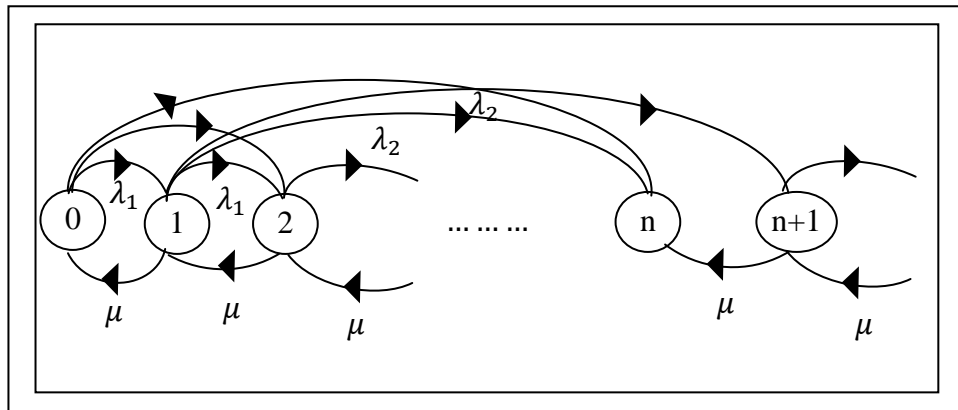 λ₂
λ₂
λ₁ λ₁
0 1 2 ... ... ... n n+1
μ μ μ μ μ